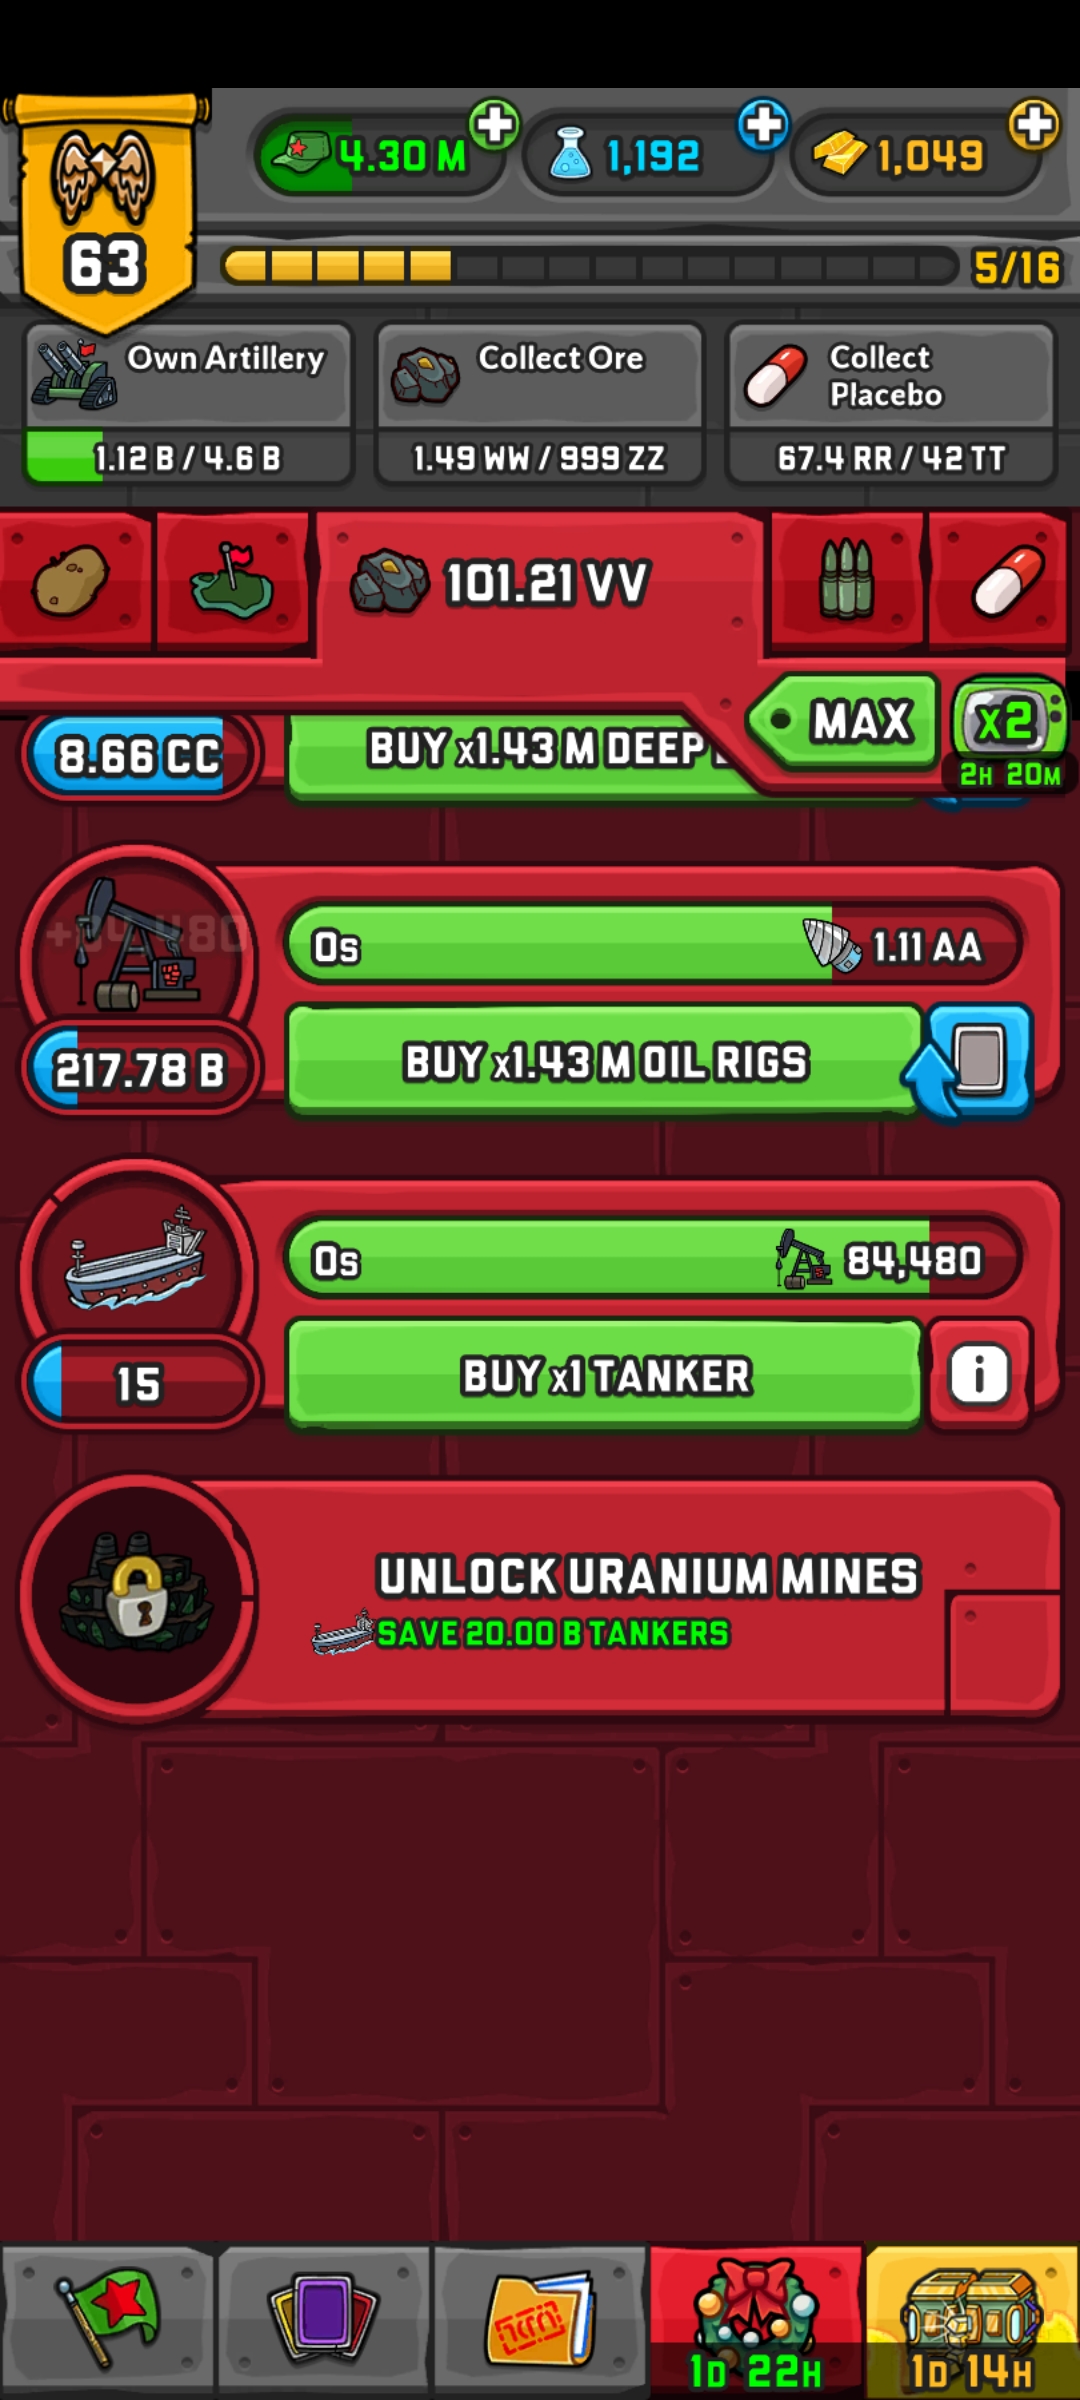 4.30 M
1,192
1,049
63
5/16
Own Artillery
1.12 B / 4.6 B
Collect Ore
1.49 WW / 999 ZZ
Collect
Placebo
67.4 RR / 42 TT
101.21 VV
MAX
x2
2H 20M
8.66 CC
BUY x1.43 M DEEP
0s
1.11 AA
217.78 B
BUY x1.43 M OIL RIGS
0s
84,480
15
BUY x1 TANKER
i
UNLOCK URANIUM MINES
SAVE 20.00 B TANKERS
1D 22H
1D 14H